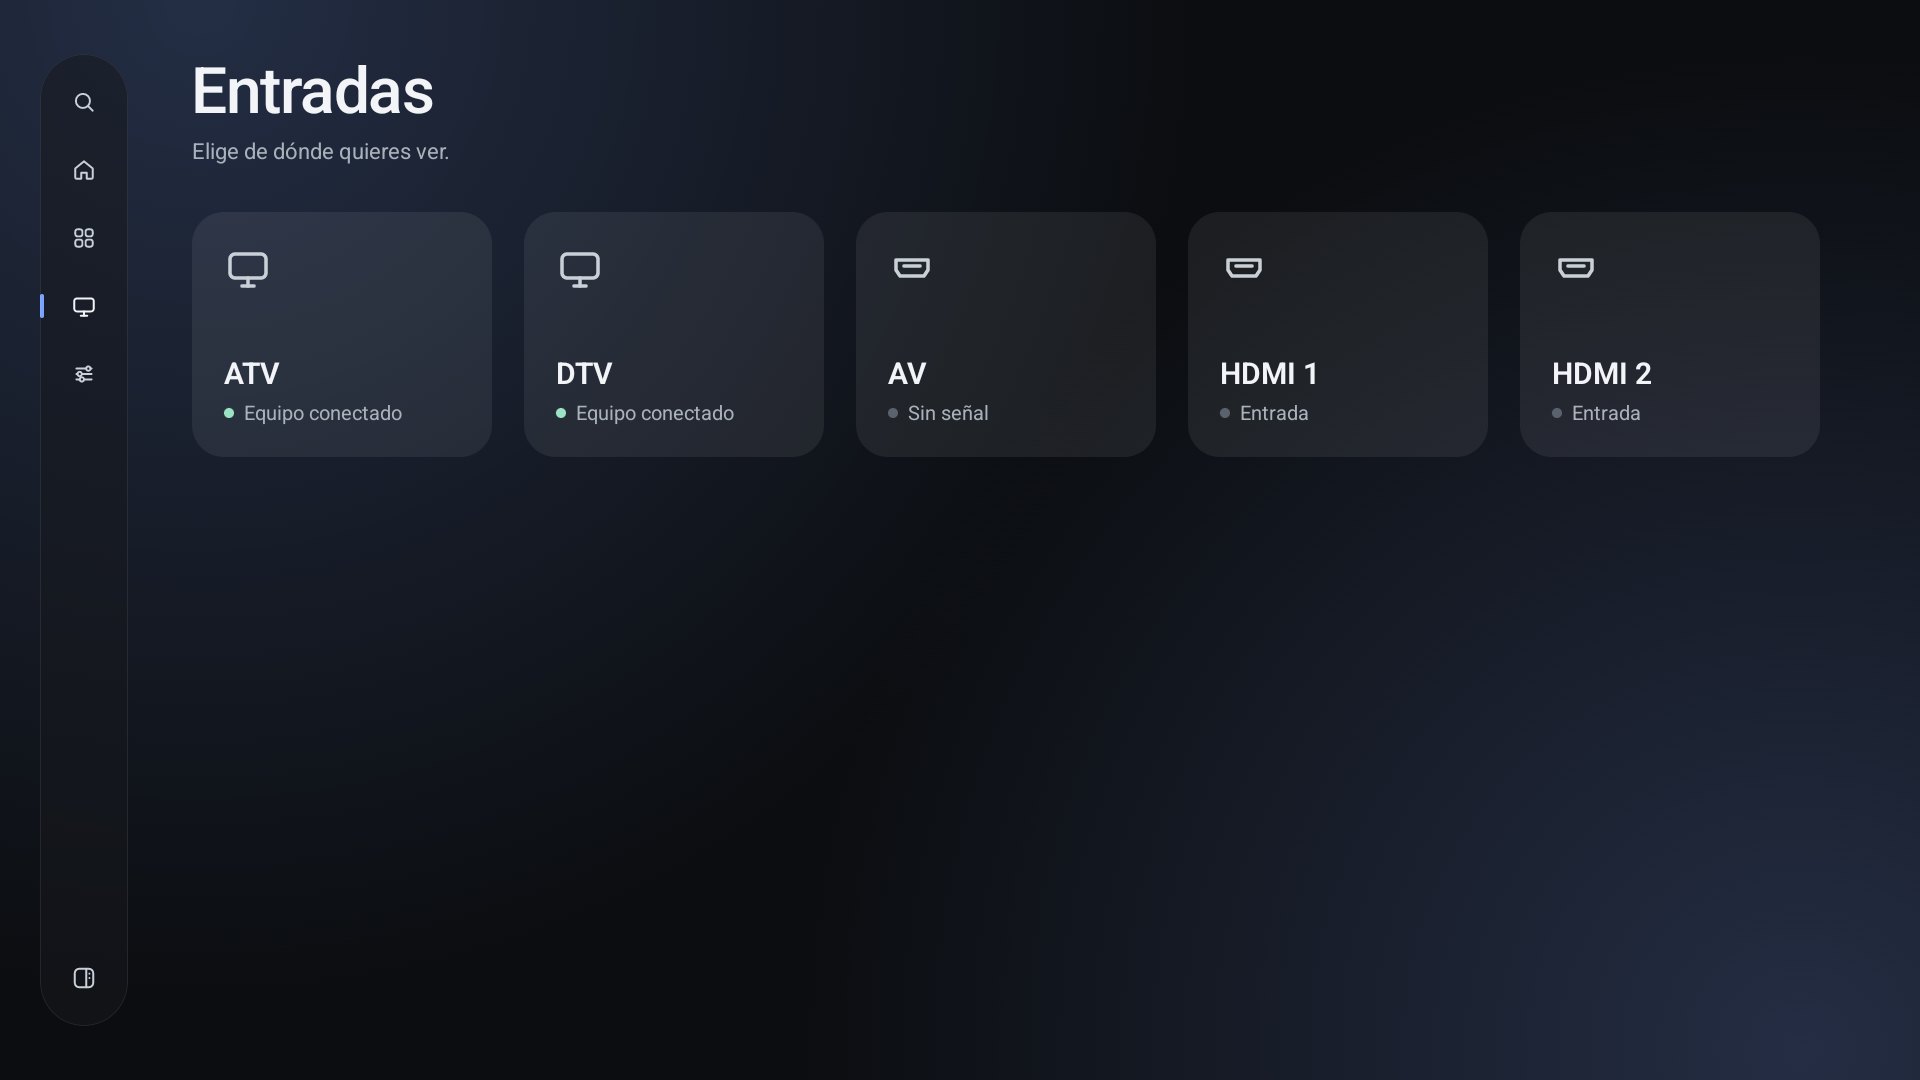 Entradas
Elige de dónde quieres ver.
ATV
Equipo conectado
DTV
Equipo conectado
AV
Sin señal
HDMI 1
Entrada
HDMI 2
Entrada